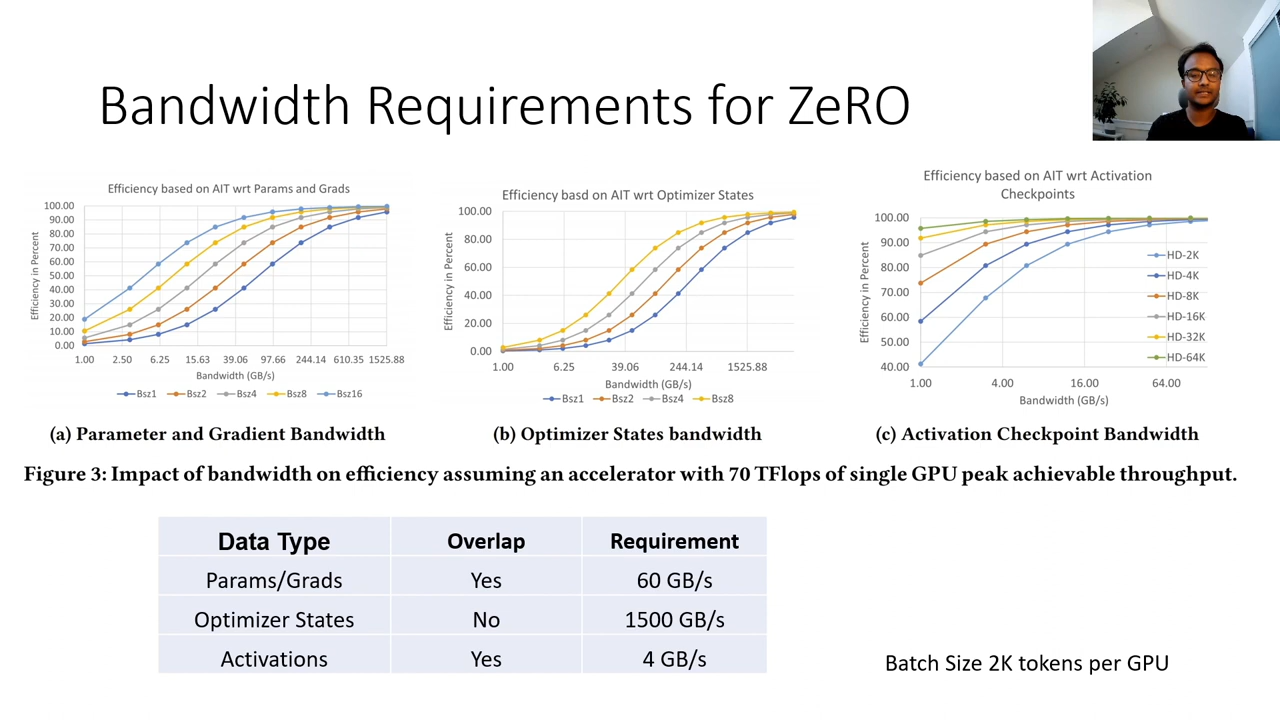 Bandwidth Requirements for ZeRO
Efficiency based on AIT wrt Params and Grads
100.00
90.00
80.00
70.00
60.00
50.00
40.00
30.00
20.00
10.00
0.00
Efficiency in Percent
1.00 2.50 6.25 15.63 39.06 97.66 244.14 610.35 1525.88
Bandwidth (GB/s)
Bsz1 Bsz2 Bsz4 Bsz8 Bsz16
(a) Parameter and Gradient Bandwidth
Efficiency basd on AIT wrt Optimizer States
100.00
80.00
60.00
40.00
20.00
0.00
Efficiency in Percent
1.00 6.25 39.06 244.14 1525.88
Bandwidth (GB/s)
Bsz1 Bsz2 Bsz4 Bsz8
(b) Optimizer States bandwidth
Efficiency based on AIT wrt Activation
Checkpoints
100.00
90.00
80.00
70.00
60.00
50.00
40.00
Efficiency in Percent
HD-2K
HD-4K
HD-8K
HD-16K
HD-32K
HD-64K
1.00 4.00 16.00 64.00
Bandwidth (GB/s)
(c) Activation Checkpoint Bandwidth
Figure 3: Impact of bandwidth on efficiency assuming an accelerator with 70 TFlops of single GPU peak achievable throughput.
Data Type Overlap Requirement
Params/Grads Yes 60 GB/s
Optimizer States No 1500 GB/s
Activations Yes 4 GB/s
Batch Size 2K tokens per GPU